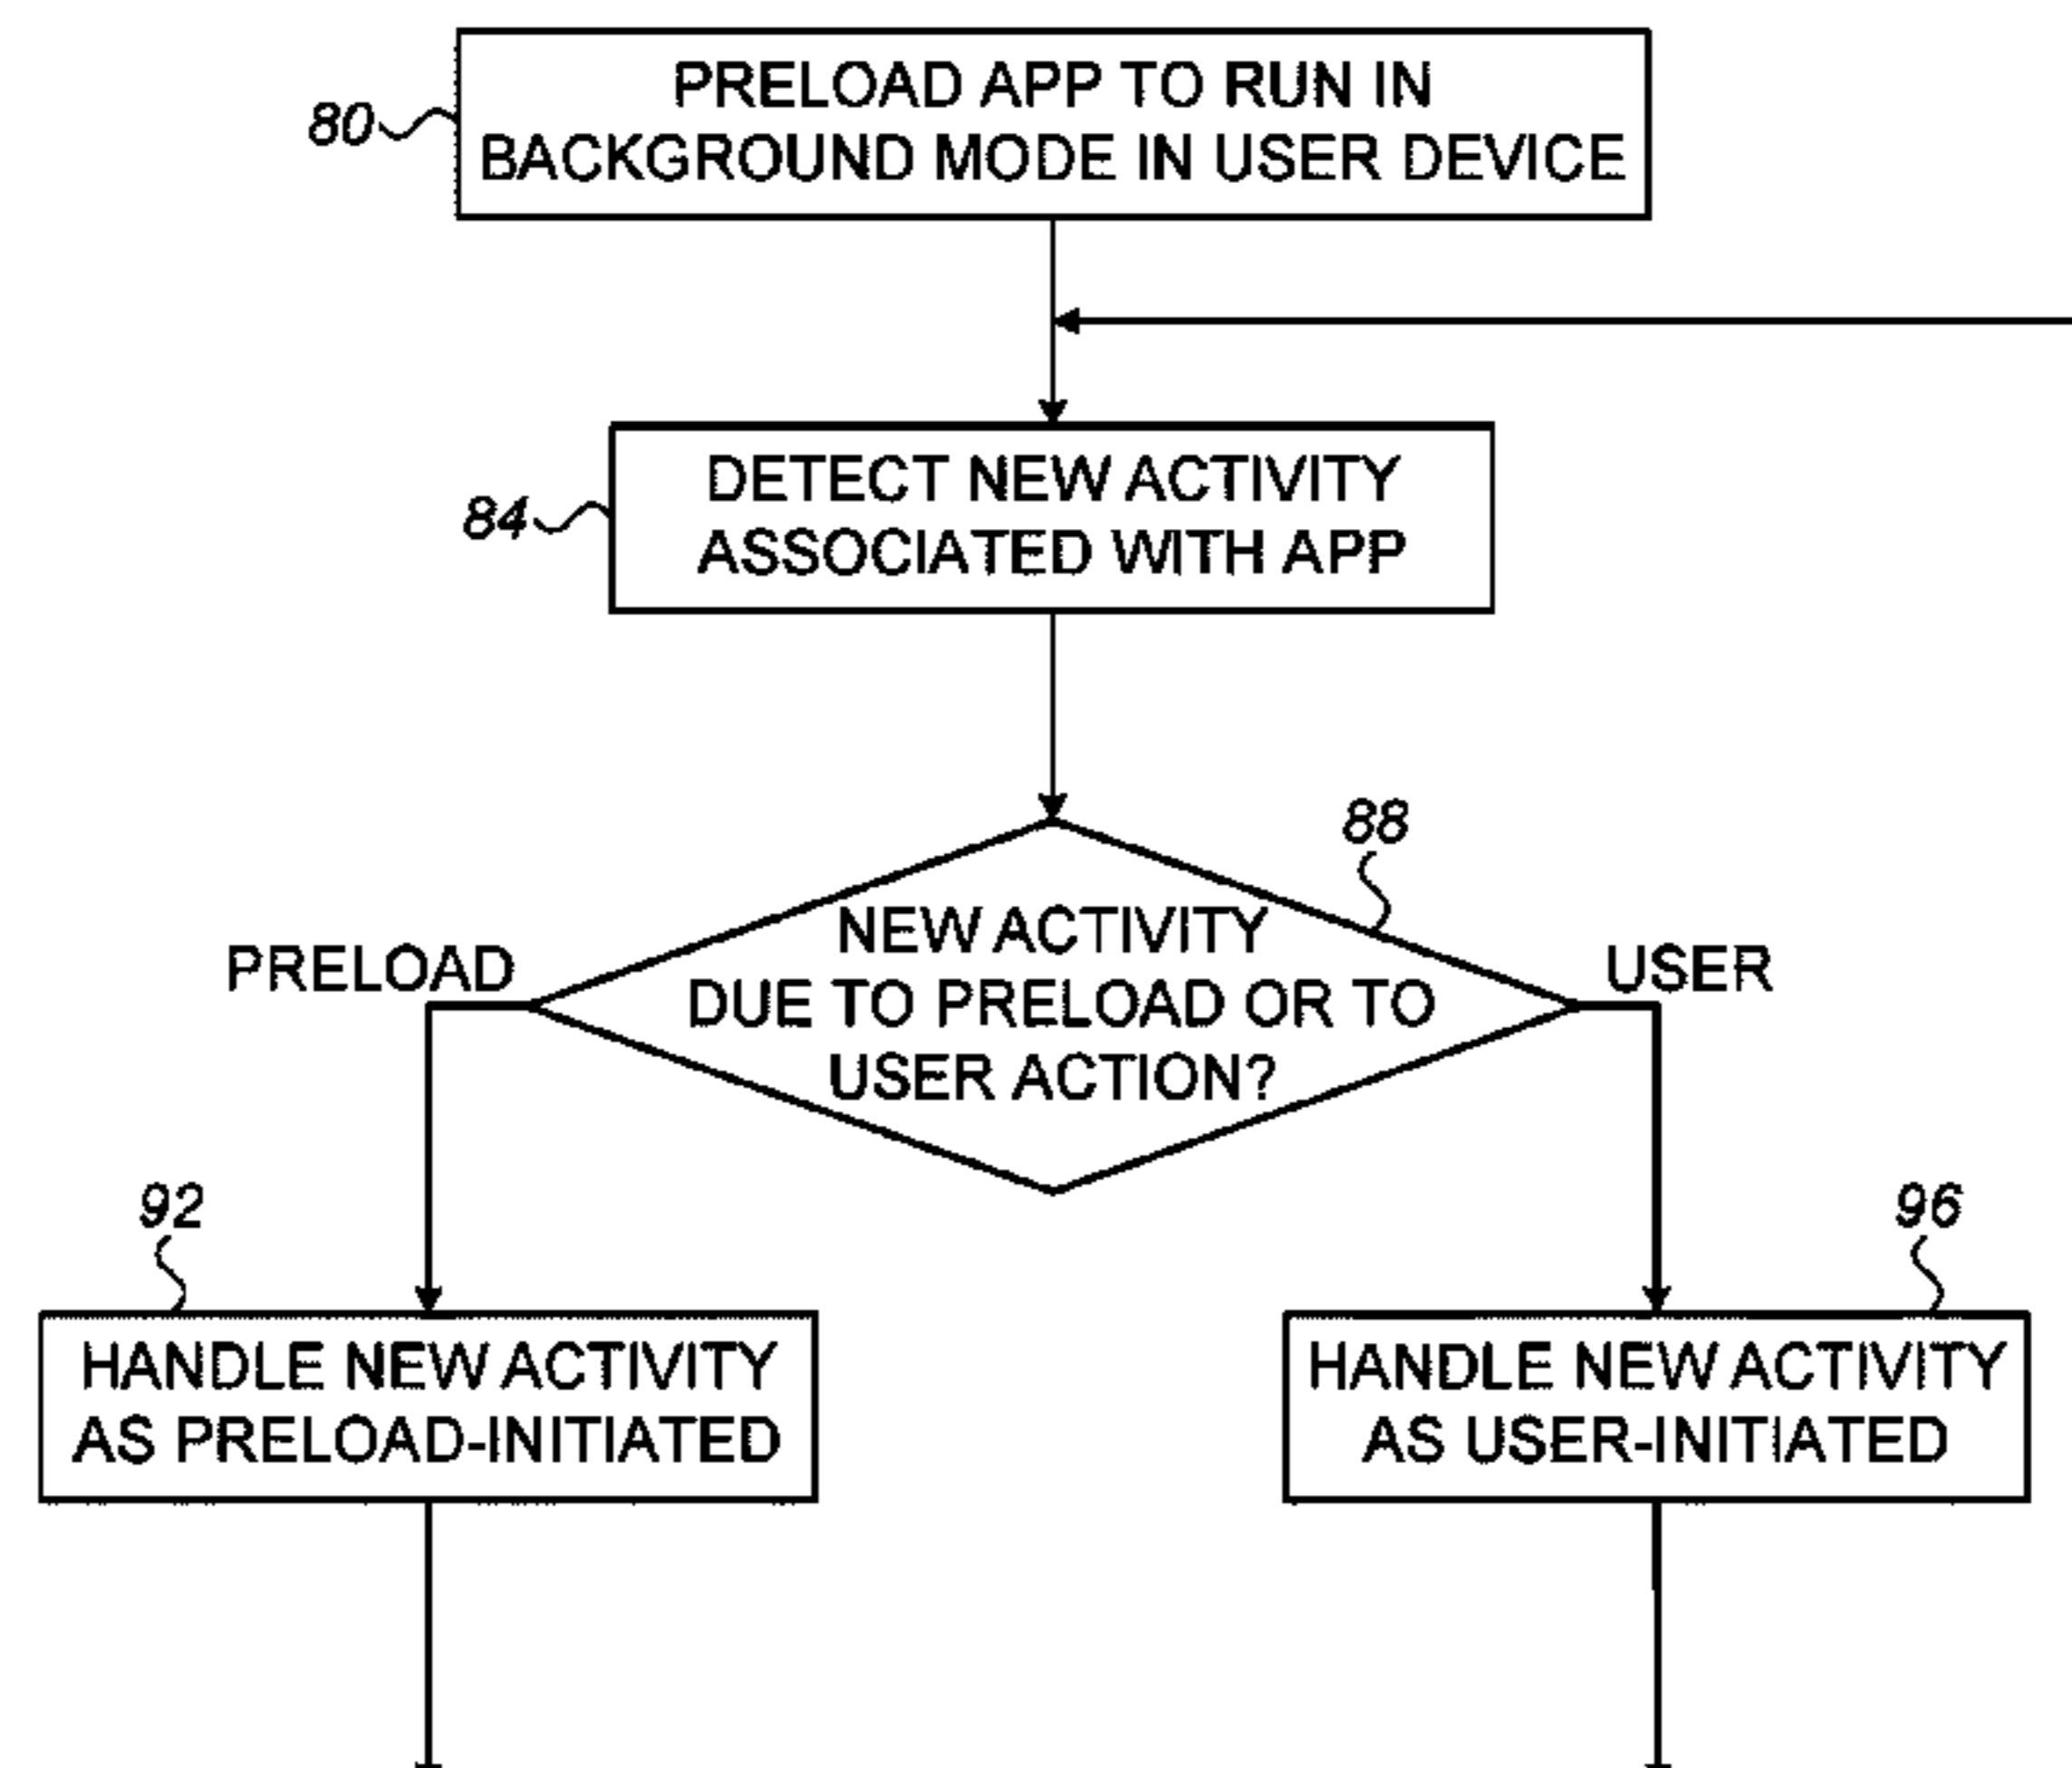 PRELOAD APP TO RUN IN
80
BACKGROUND MODE IN USER DEVICE
DETECT NEW ACTIVITY
84
ASSOCIATED WITH APP
88
NEW ACTIVITY
PRELOAD
USER
DUE TO PRELOAD OR TO
USER ACTION?
92
96
HANDLE NEW ACTIVITY
AS PRELOAD-INITIATED
HANDLE NEW ACTIVITY
AS USER-INITIATED